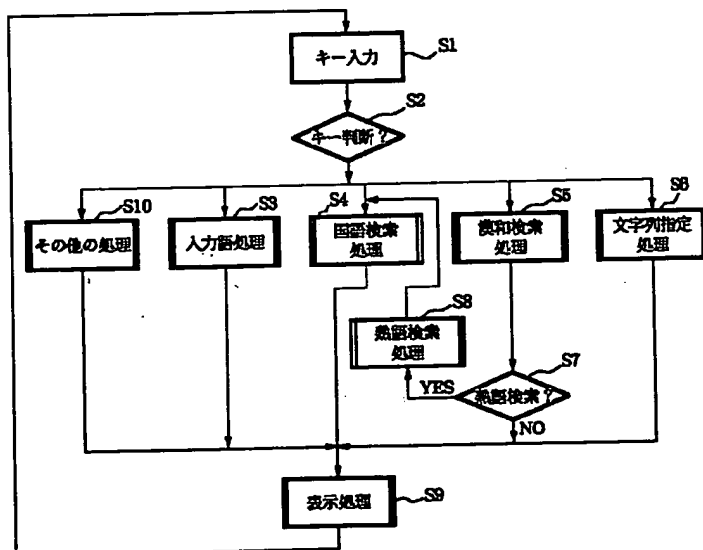 S1
キー入力
S2
キー判断?
S10
その他の処理
S3
入力語処理
S4
国語検索
処理
S5
漢和検索
処理
S6
文字列指定
処理
S8
熟語検索
処理
S7
熟語検索?
YES
NO
表示処理
S9